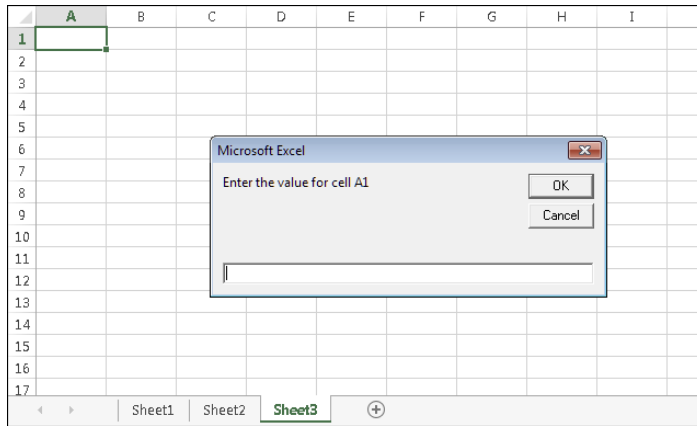 A B C D E F G H I
1
2
3
4
5
6
7
8
9
10
11
12
13
14
15
16
17
Microsoft Excel
Enter the value for cell A1
OK
Cancel
Sheet1 Sheet2 Sheet3